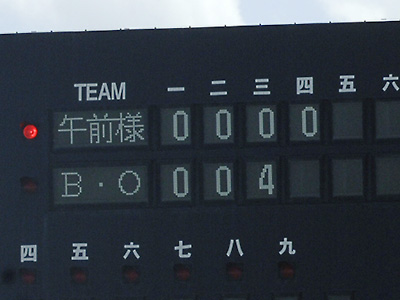 TEAM 一 二 三 四 五 六
午前様 0 0 0 0
B・O 0 0 4
四 五 六 七 八 九